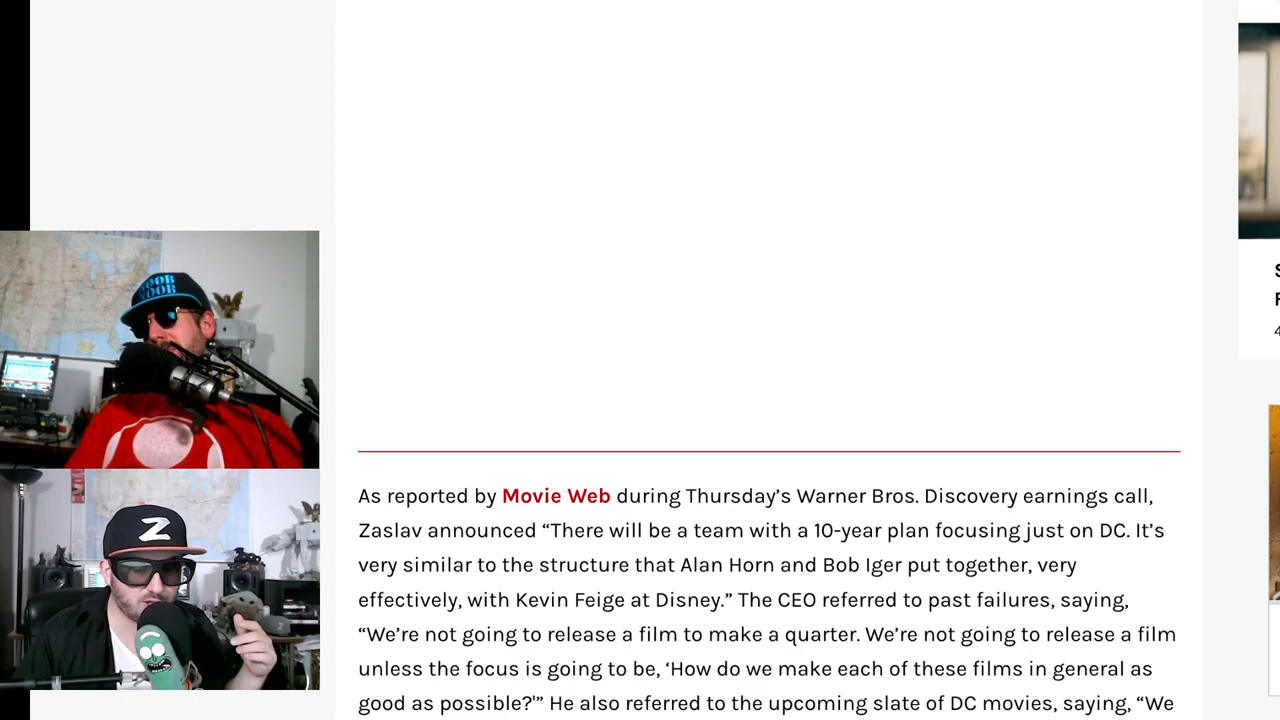 NOOB
NOOB
Z
As reported by Movie Web during Thursday’s Warner Bros. Discovery earnings call,
Zaslav announced “There will be a team with a 10-year plan focusing just on DC. It’s
very similar to the structure that Alan Horn and Bob Iger put together, very
effectively, with Kevin Feige at Disney.” The CEO referred to past failures, saying,
“We’re not going to release a film to make a quarter. We’re not going to release a film
unless the focus is going to be, ‘How do we make each of these films in general as
good as possible?'” He also referred to the upcoming slate of DC movies, saying, “We